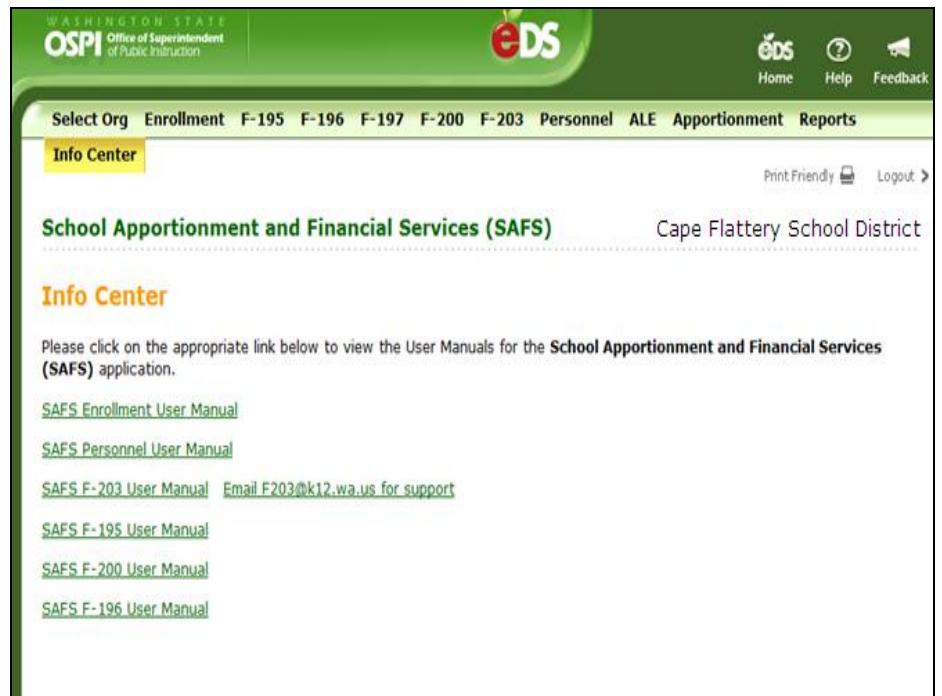 WASHINGTON STATE
OSPI Office of Superintendent
of Public Instruction
eDS
eDS
Home Help Feedback
Select Org Enrollment F-195 F-196 F-197 F-200 F-203 Personnel ALE Apportionment Reports
Info Center
Print Friendly Logout >
School Apportionment and Financial Services (SAFS) Cape Flattery School District
Info Center
Please click on the appropriate link below to view the User Manuals for the School Apportionment and Financial Services
(SAFS) application.
SAFS Enrollment User Manual
SAFS Personnel User Manual
SAFS F-203 User Manual Email F203@k12.wa.us for support
SAFS F-195 User Manual
SAFS F-200 User Manual
SAFS F-196 User Manual